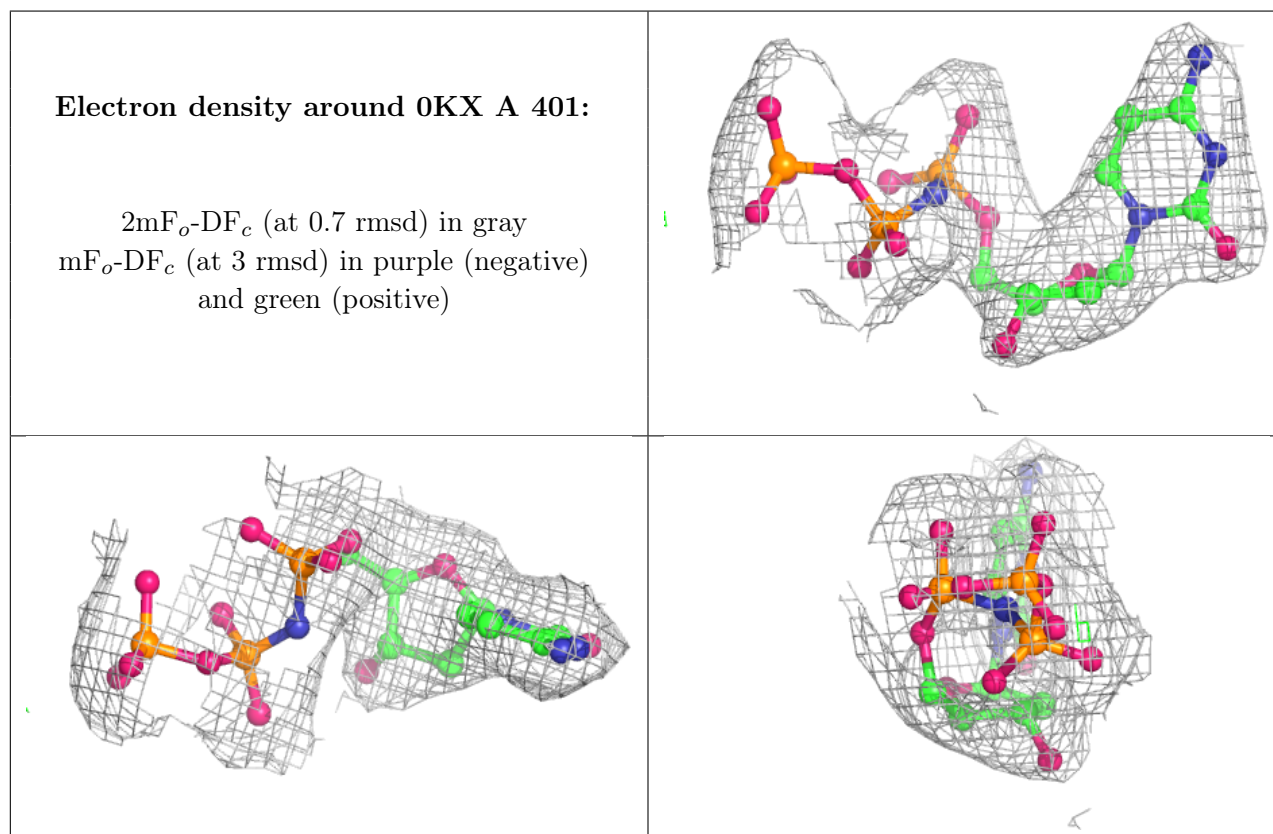 Electron density around 0KX A 401:
2mFo-DFc (at 0.7 rmsd) in gray
mFo-DFc (at 3 rmsd) in purple (negative)
and green (positive)